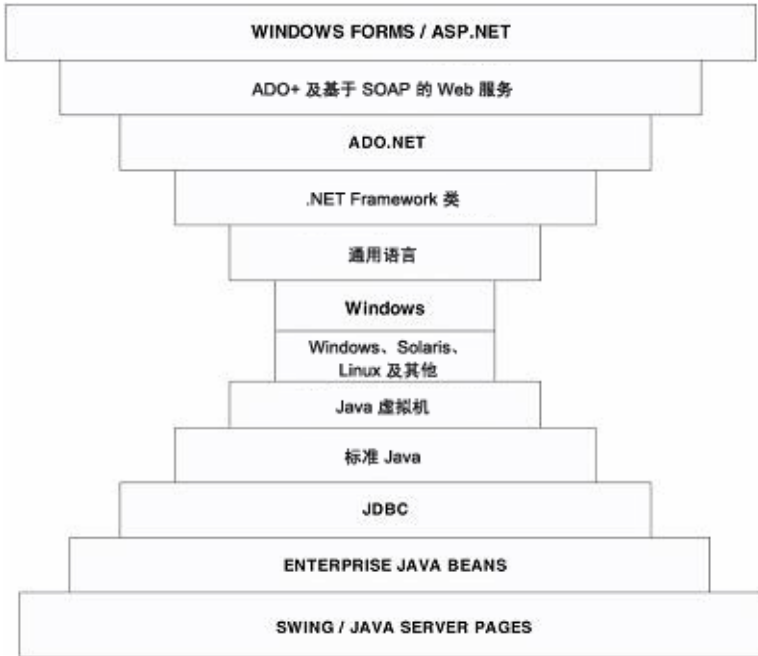 WINDOWS FORMS / ASP.NET
ADO+ 及基于 SOAP 的 Web 服务
ADO.NET
.NET Framework 类
通用语言
Windows
Windows、Solaris、
Linux 及其他
Java 虚拟机
标准 Java
JDBC
ENTERPRISE JAVA BEANS
SWING / JAVA SERVER PAGES